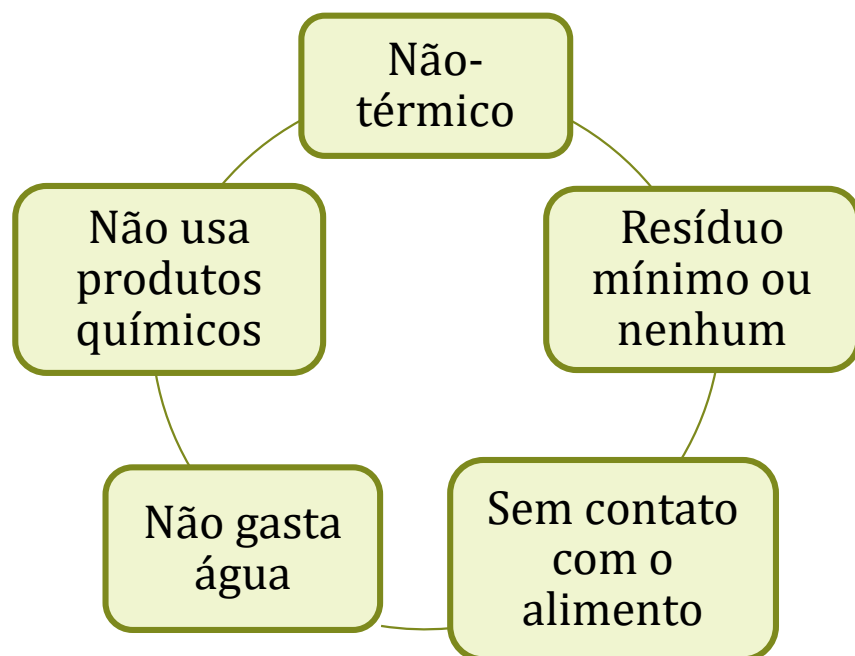 Não-
térmico
Resíduo
mínimo ou
nenhum
Sem contato
com o
alimento
Não gasta
água
Não usa
produtos
químicos